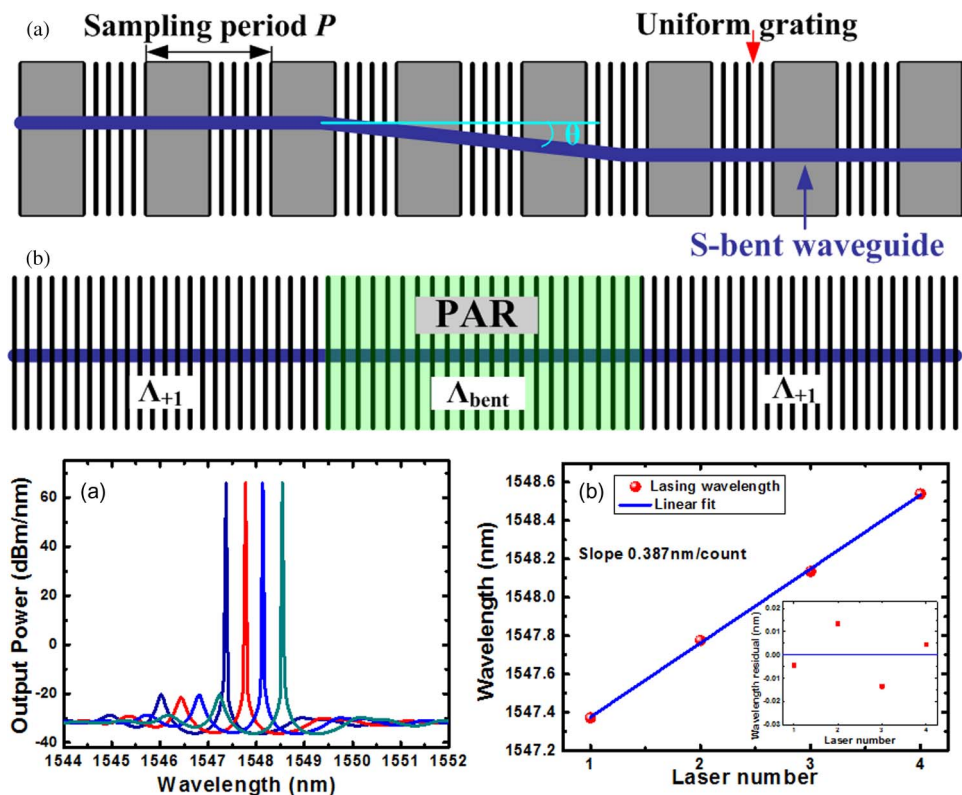 (a)
Sampling period P
Uniform grating
θ
S-bent waveguide
(b)
PAR
Λ+1
Λbent
Λ+1
(a)
Output Power (dBm/nm)
60
40
20
0
-20
-40
1544 1545 1546 1547 1548 1549 1550 1551 1552
Wavelength (nm)
(b)
Lasing wavelength
Linear fit
Slope 0.387nm/count
Wavelength (nm)
1548.6
1548.4
1548.2
1548.0
1547.8
1547.6
1547.4
1547.2
1 2 3 4
Laser number
Wavelength residual (nm)
0.02
0.01
0.00
-0.01
-0.02
-0.03
1 2 3 4
Laser number